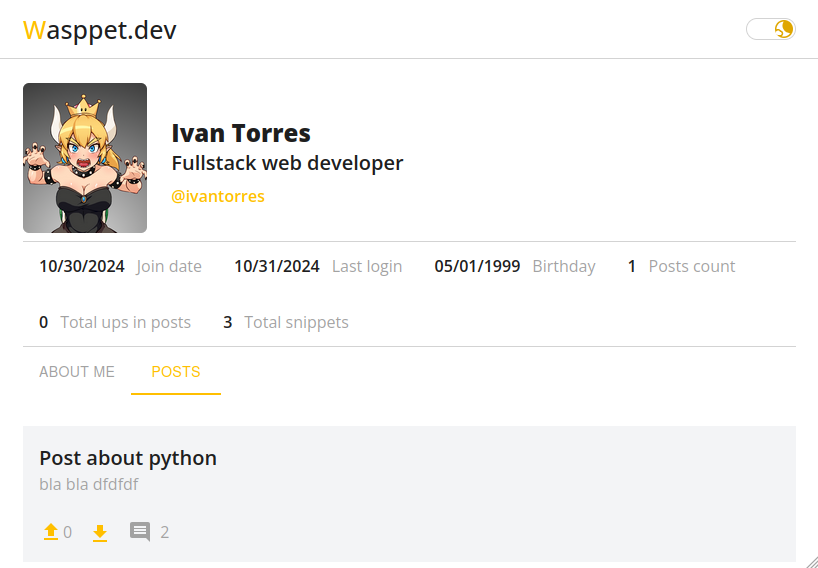 Wasppet.dev
Ivan Torres
Fullstack web developer
@ivantorres
10/30/2024 Join date 10/31/2024 Last login 05/01/1999 Birthday 1 Posts count
0 Total ups in posts 3 Total snippets
ABOUT ME POSTS
Post about python
bla bla dfdfdf
0 2